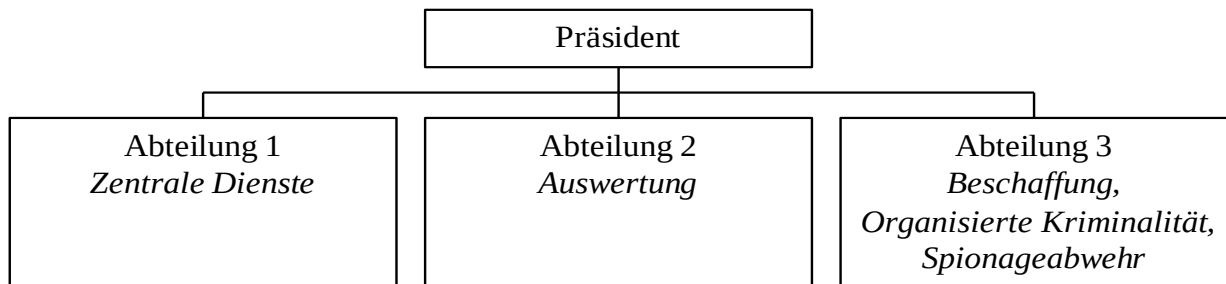 Präsident
Abteilung 1
Zentrale Dienste
Abteilung 2
Auswertung
Abteilung 3
Beschaffung,
Organisierte Kriminalität,
Spionageabwehr